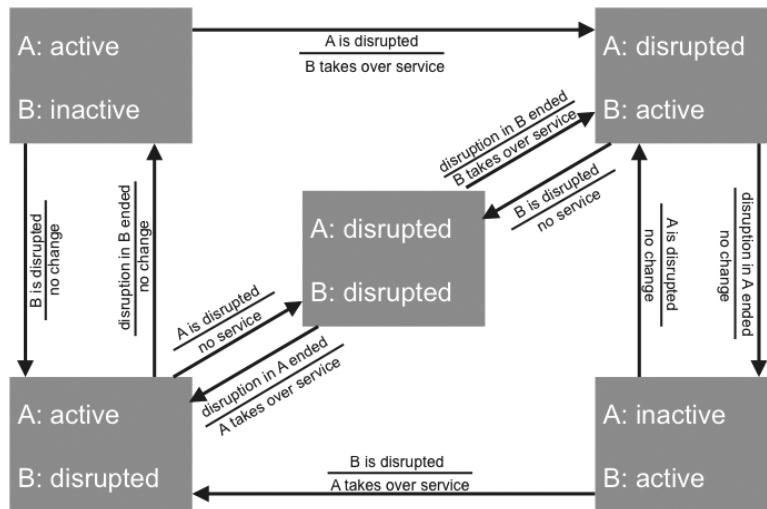 A: active
B: inactive
A is disrupted
B takes over service
A: disrupted
B: active
disruption in B ended
B takes over service
B is disrupted
no service
A: disrupted
B: disrupted
B is disrupted
no change
disruption in B ended
no change
A is disrupted
no service
disruption in A ended
A takes over service
A is disrupted
no change
disruption in A ended
no change
A: active
B: disrupted
B is disrupted
A takes over service
A: inactive
B: active